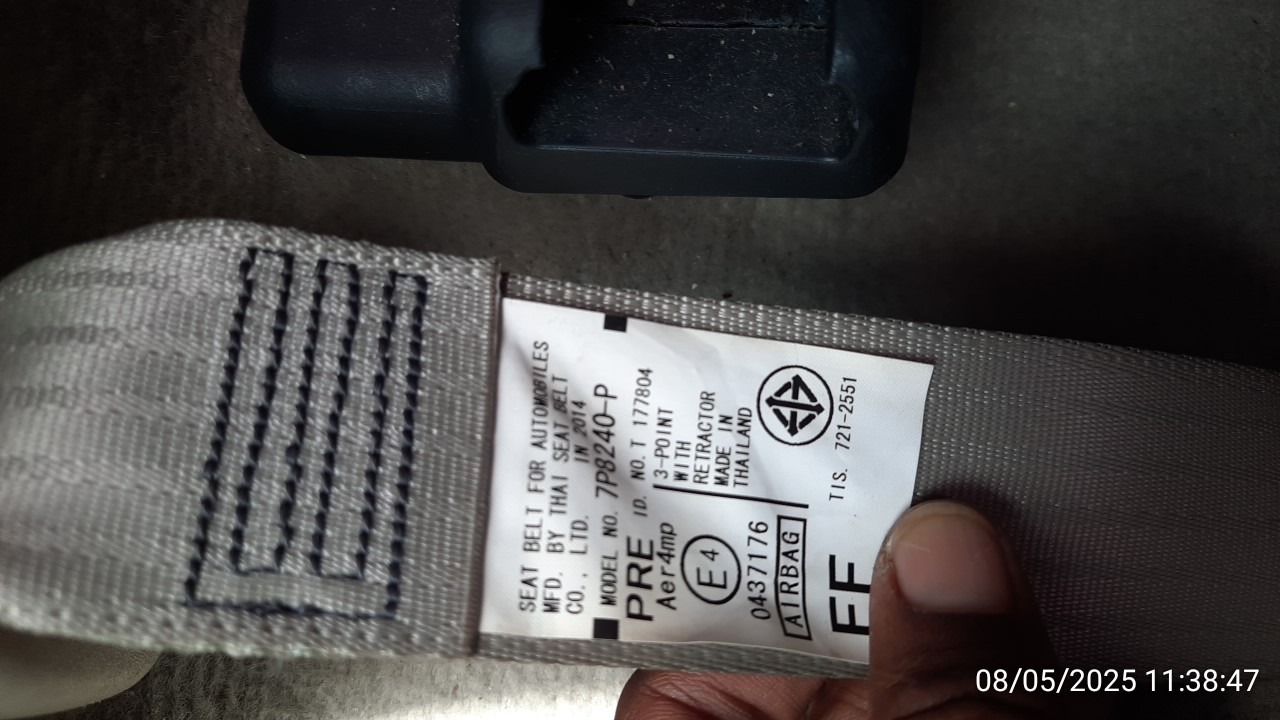 SEAT BELT FOR AUTOMOBILES
MFD. BY THAI SEAT BELT
CO., LTD. IN 2014
MODEL NO. 7P8240-P
PRE ID. NO. T 177804
Aer4mp
E4
0437176
AIRBAG
3-POINT
WITH
RETRACTOR
MADE IN
THAILAND
TIS. 721-2551
FF
08/05/2025 11:38:47